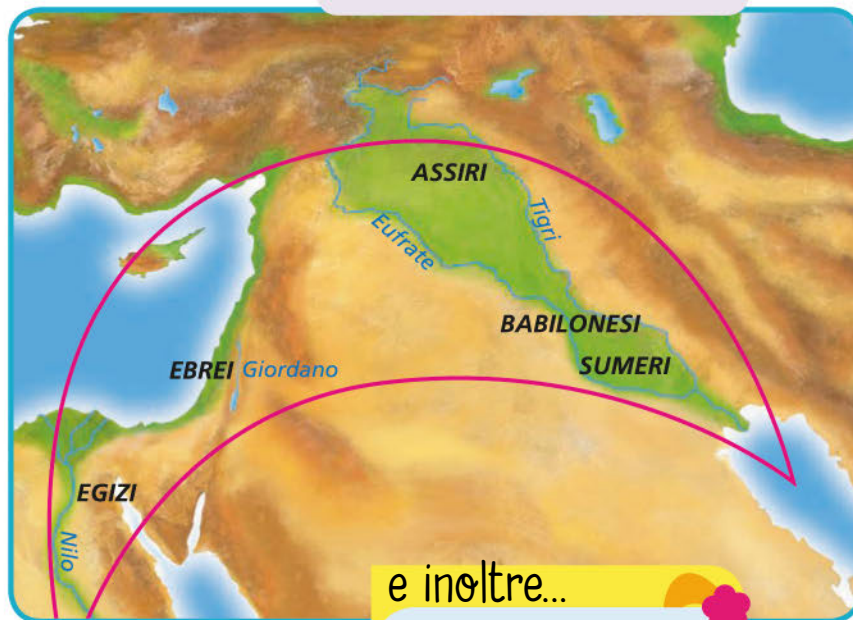 ASSIRI
Tigri
Eufrate
BABILONESI
SUMERI
EBREI Giordano
EGIZI
Nilo
e inoltre...